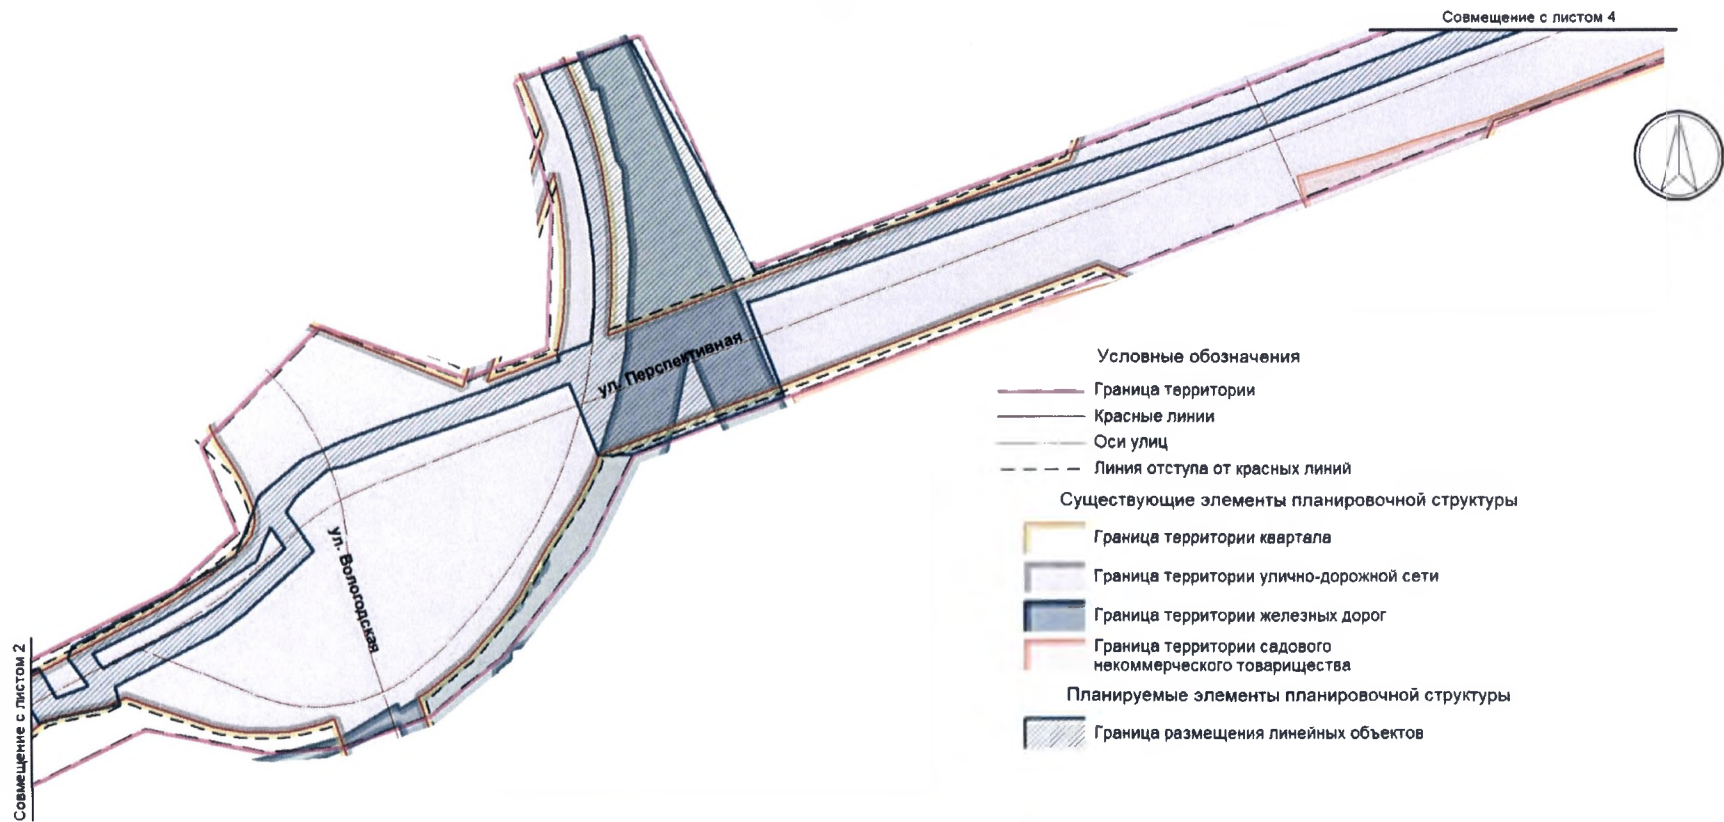 Совмещение с листом 4
ул. Перспективная
ул. Вологодская
Совмещение с листом 2
Условные обозначения
Граница территории
Красные линии
Оси улиц
Линия отступа от красных линий
Существующие элементы планировочной структуры
Граница территории квартала
Граница территории улично-дорожной сети
Граница территории железных дорог
Граница территории садового
некоммерческого товарищества
Планируемые элементы планировочной структуры
Граница размещения линейных объектов